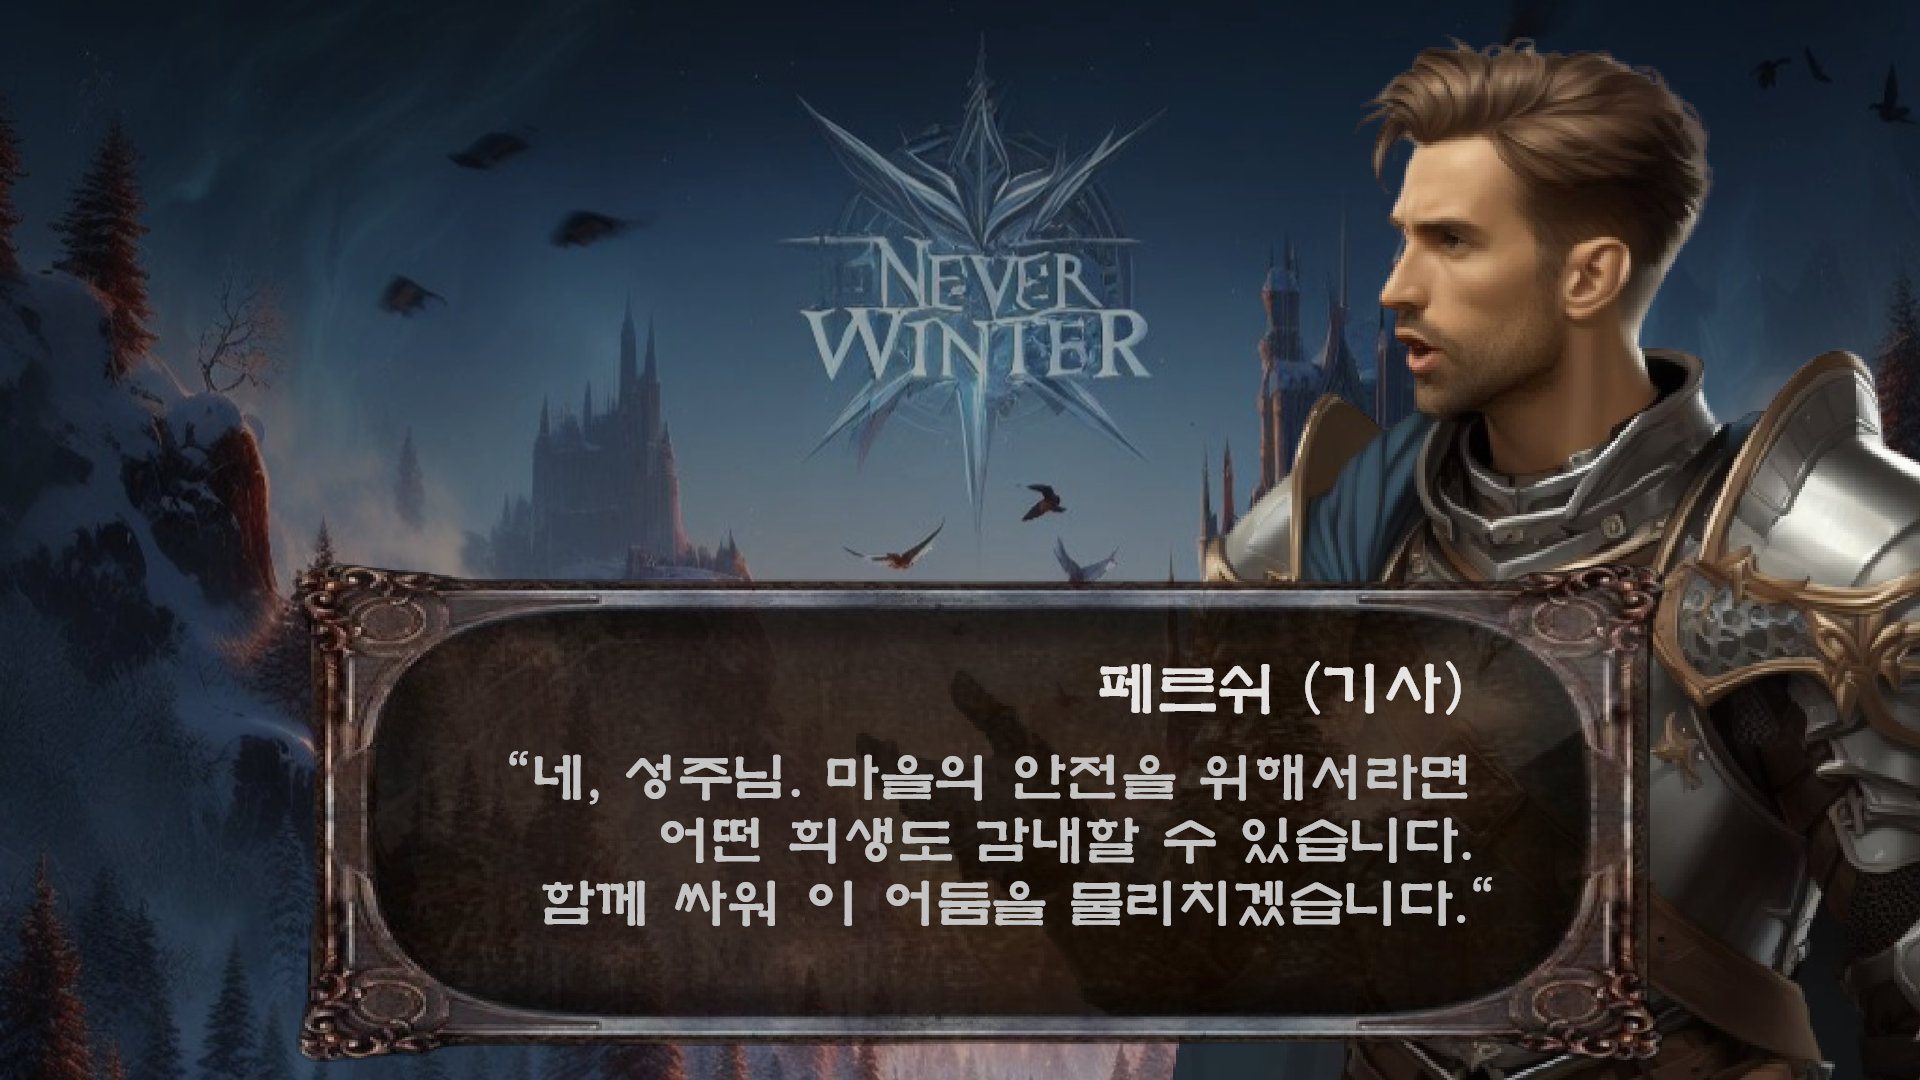 NEVER
WINTER
페르쉬 (기사)
“네, 성주님. 마을의 안전을 위해서라면
어떤 희생도 감내할 수 있습니다.
함께 싸워 이 어둠을 물리치겠습니다.“